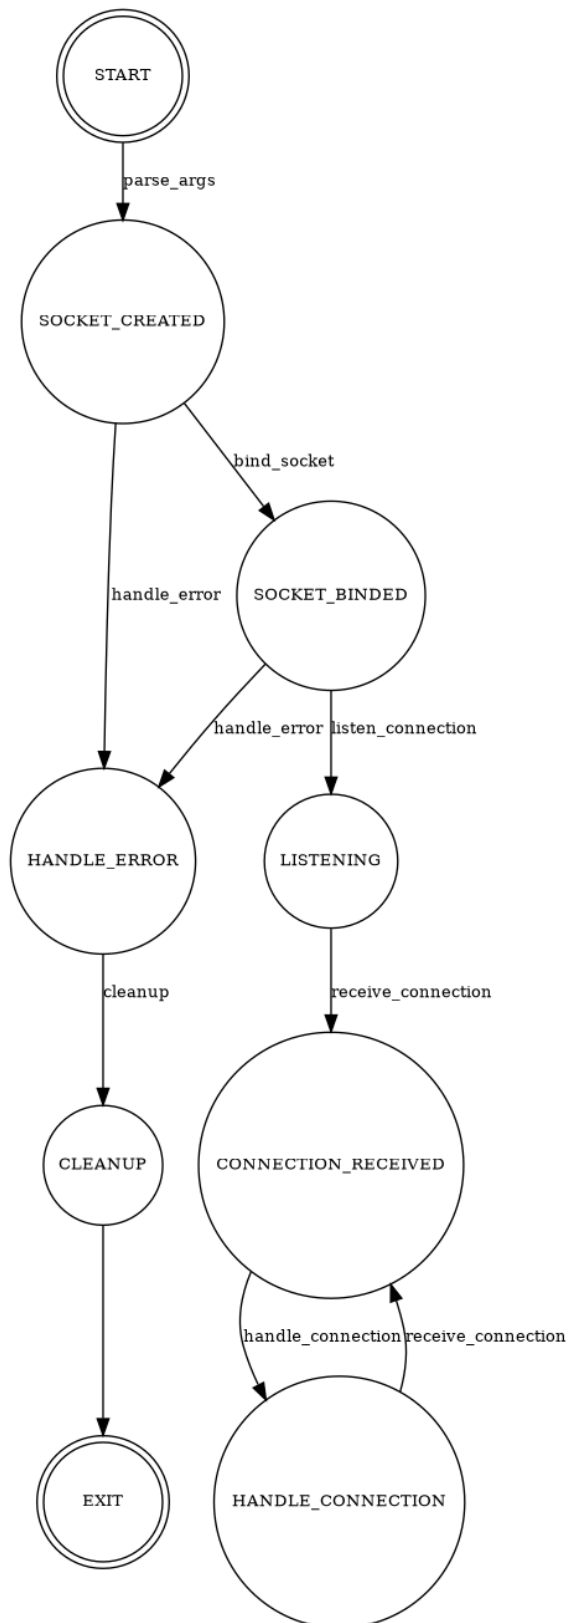 START
parse_args
SOCKET_CREATED
bind_socket
handle_error
SOCKET_BINDED
handle_error
listen_connection
HANDLE_ERROR
LISTENING
cleanup
receive_connection
CLEANUP
CONNECTION_RECEIVED
handle_connection
receive_connection
EXIT
HANDLE_CONNECTION